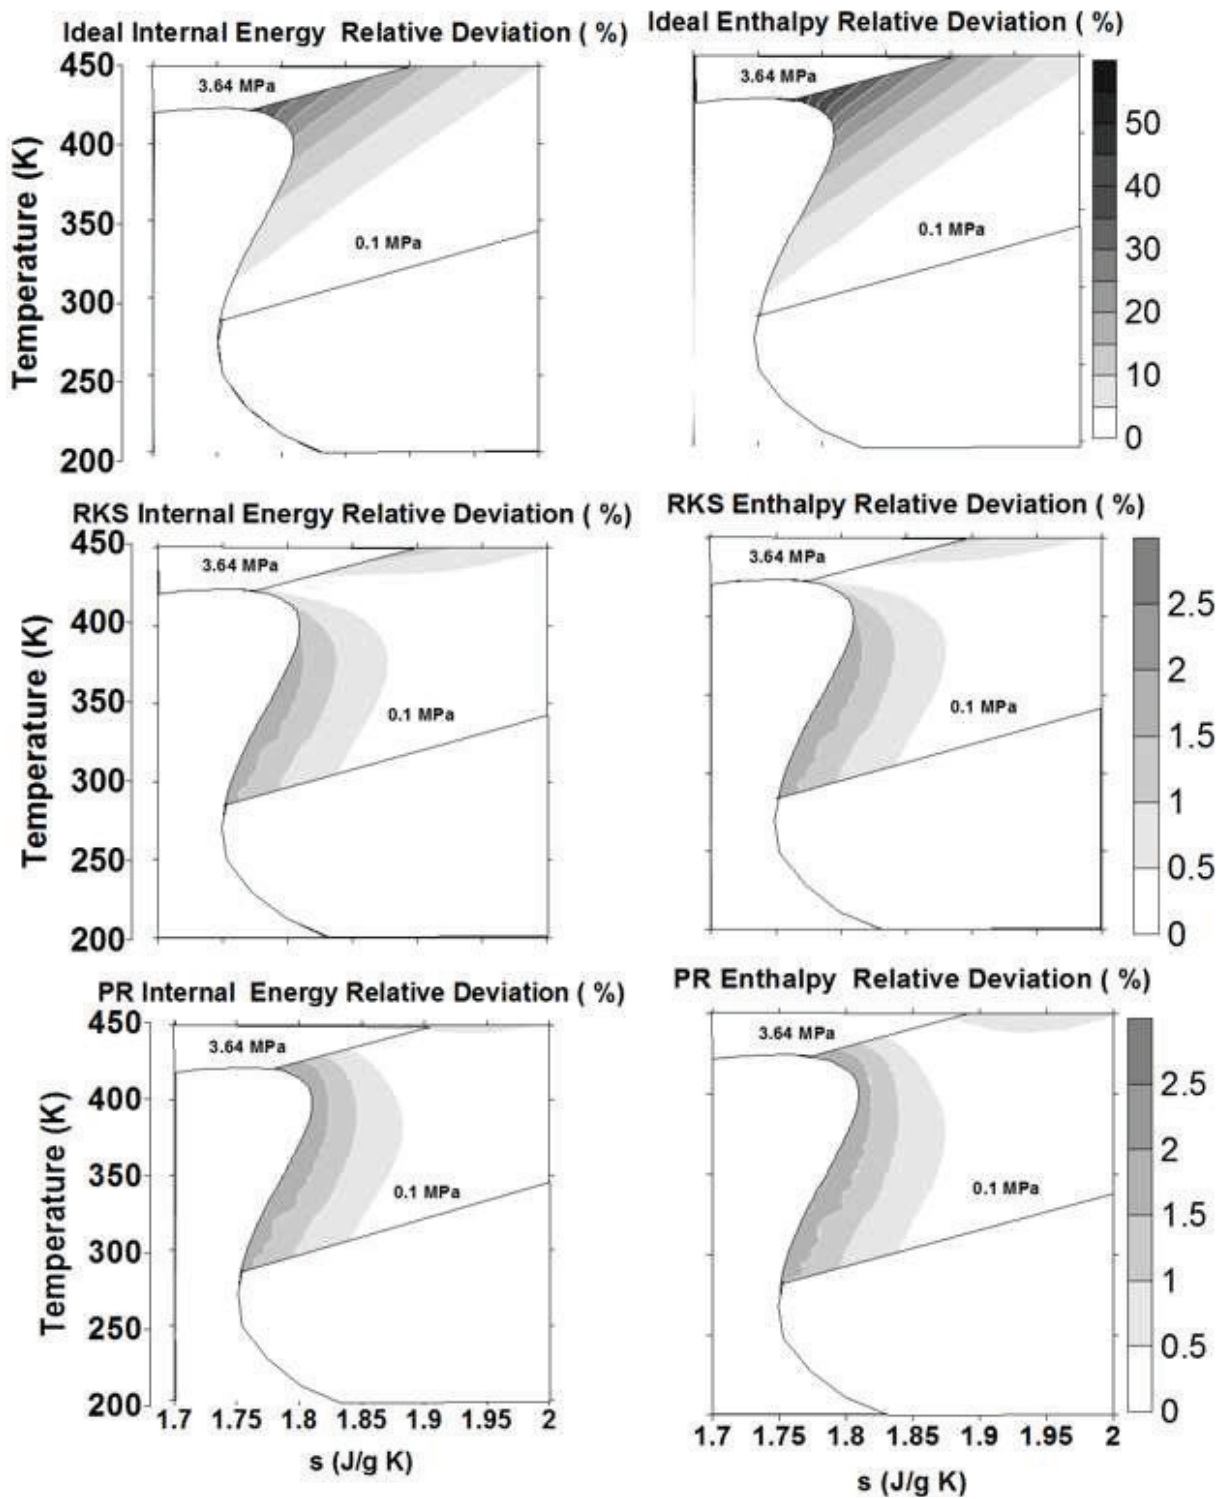 Ideal Internal Energy Relative Deviation ( %)
Ideal Enthalpy Relative Deviation ( %)
450
400
350
300
250
200
Temperature (K)
3.64 MPa
0.1 MPa
3.64 MPa
0.1 MPa
50
40
30
20
10
0
RKS Internal Energy Relative Deviation ( %)
RKS Enthalpy Relative Deviation ( %)
450
400
350
300
250
200
Temperature (K)
3.64 MPa
0.1 MPa
3.64 MPa
0.1 MPa
2.5
2
1.5
1
0.5
0
PR Internal Energy Relative Deviation ( %)
PR Enthalpy Relative Deviation ( %)
450
400
350
300
250
200
Temperature (K)
3.64 MPa
0.1 MPa
3.64 MPa
0.1 MPa
2.5
2
1.5
1
0.5
0
1.7 1.75 1.8 1.85 1.9 1.95 2
s (J/g K)
1.7 1.75 1.8 1.85 1.9 1.95 2
s (J/g K)